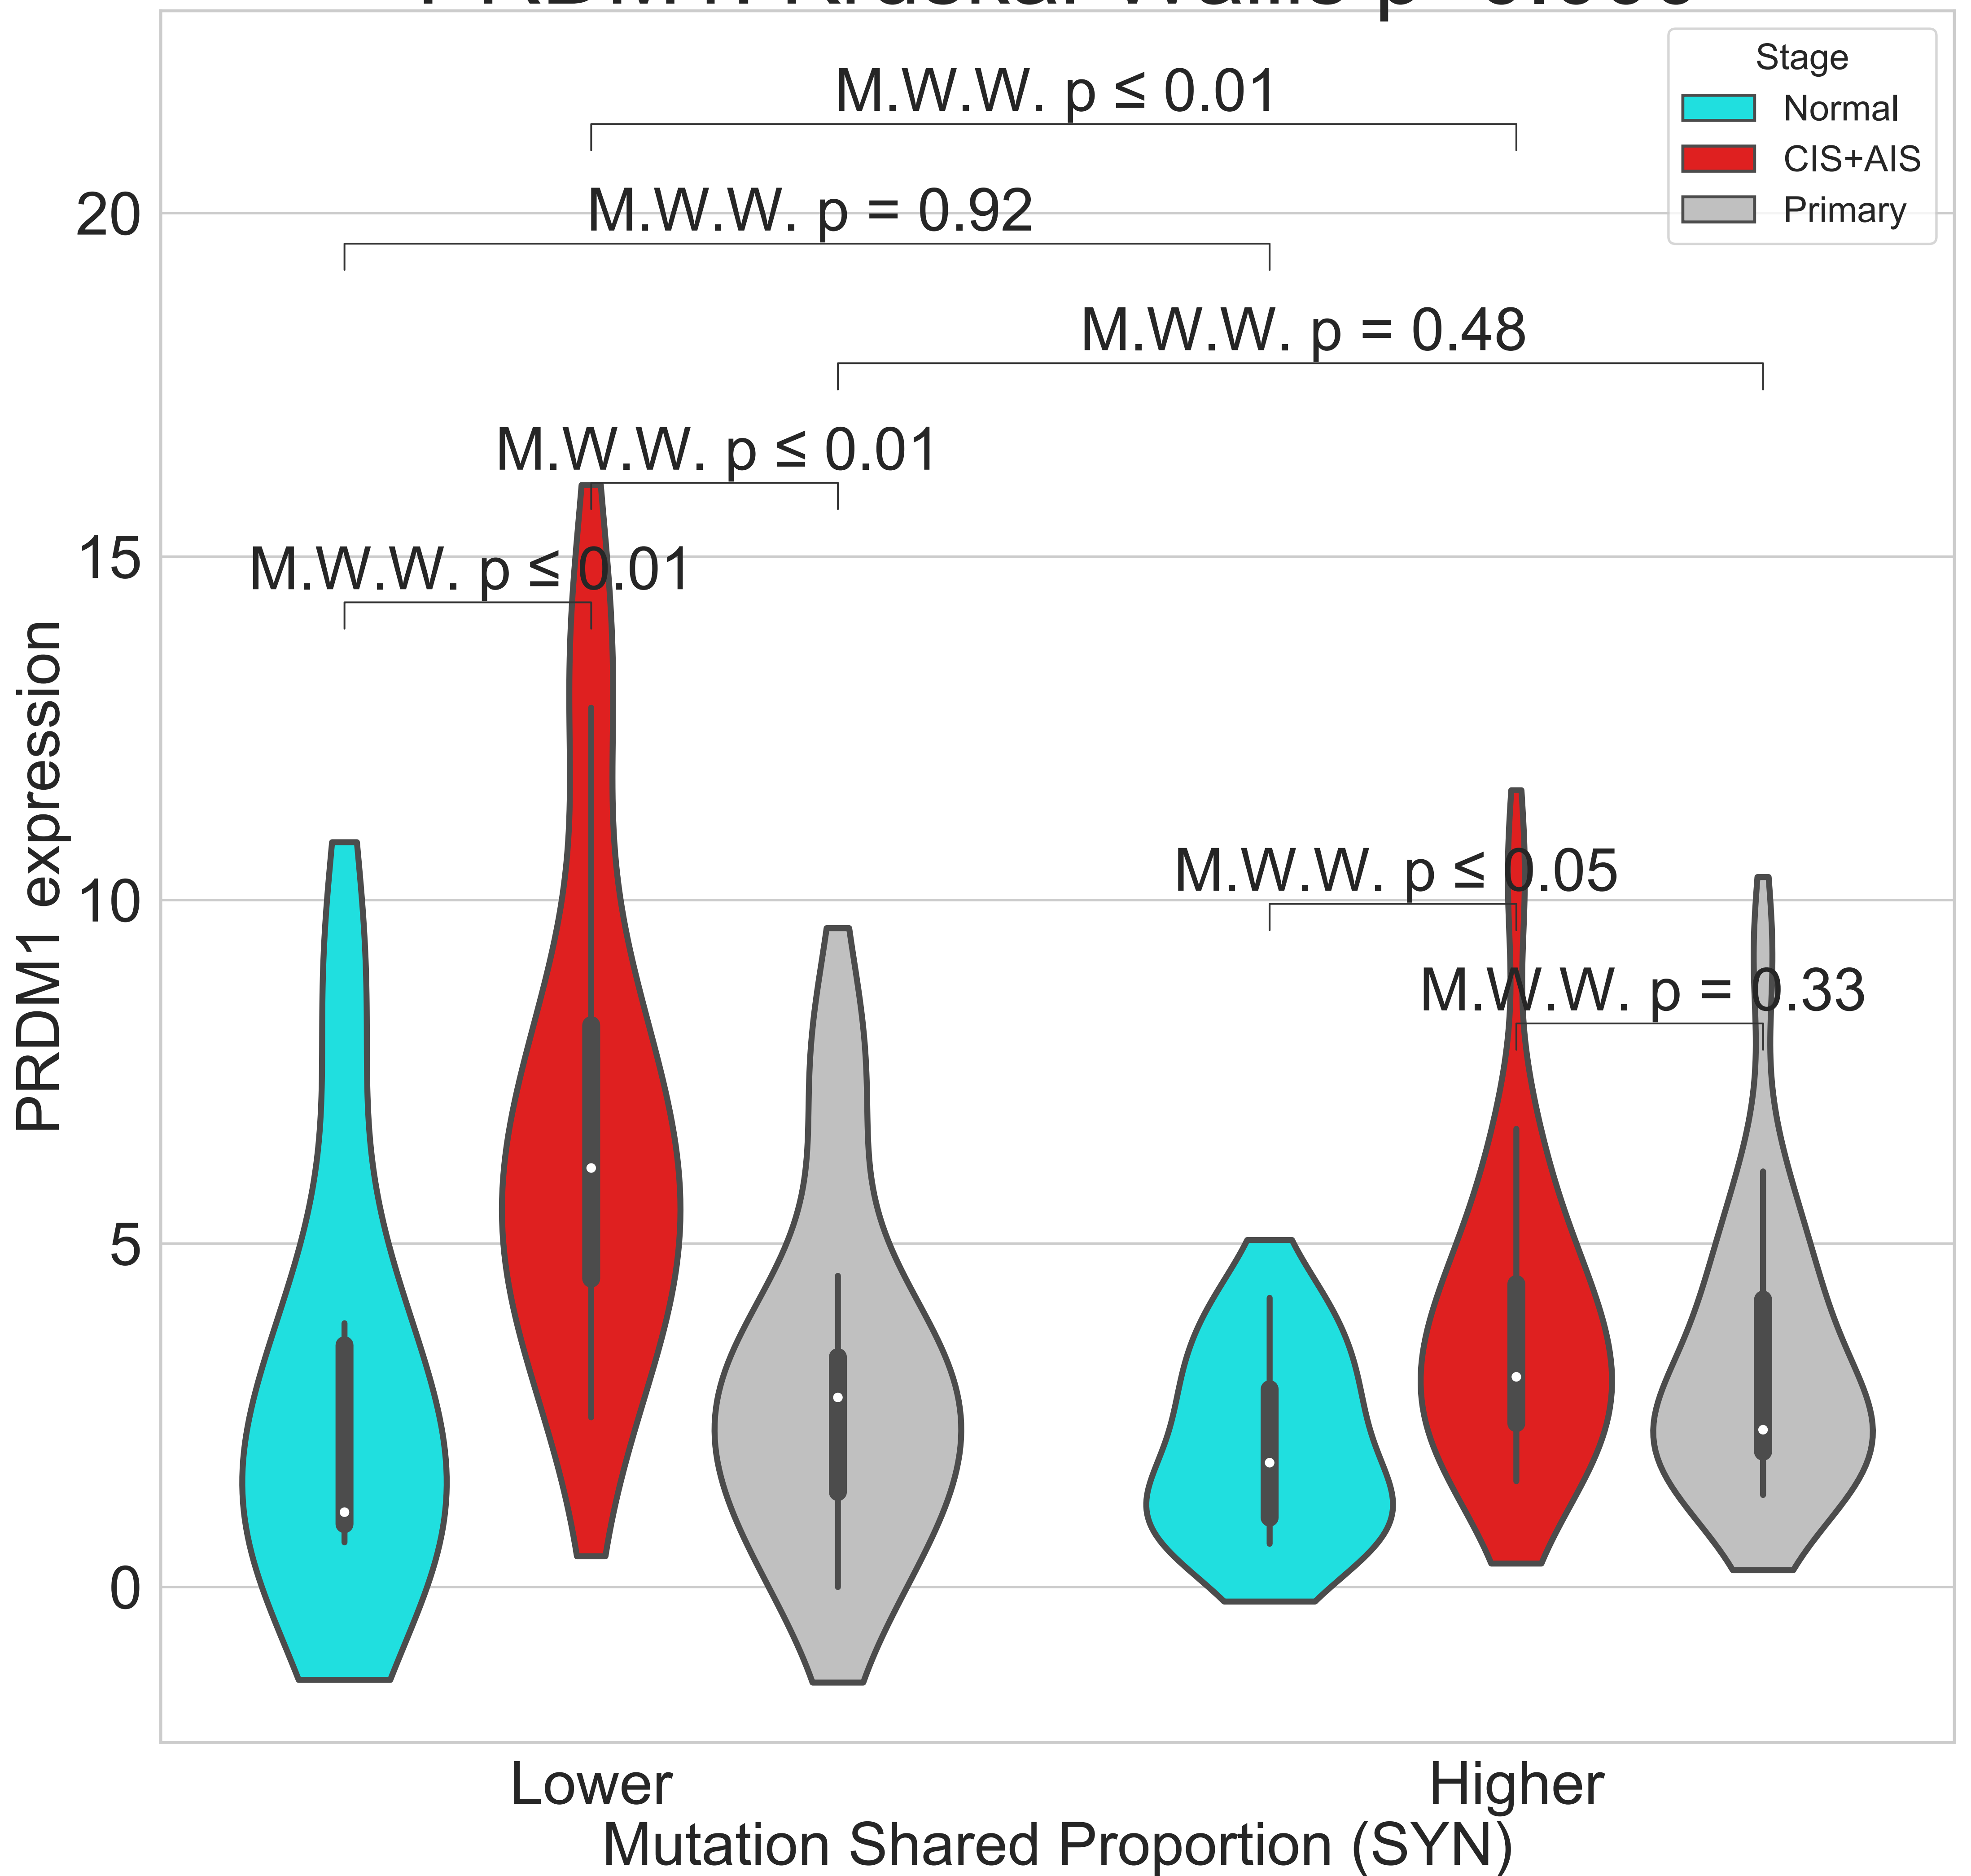 Stage
Normal
CIS+AIS
Primary
M.W.W. p ≤ 0.01
M.W.W. p = 0.92
M.W.W. p = 0.48
M.W.W. p ≤ 0.01
M.W.W. p ≤ 0.01
M.W.W. p ≤ 0.05
M.W.W. p = 0.33
20
15
10
5
0
PRDM1 expression
Lower
Higher
Mutation Shared Proportion (SYN)